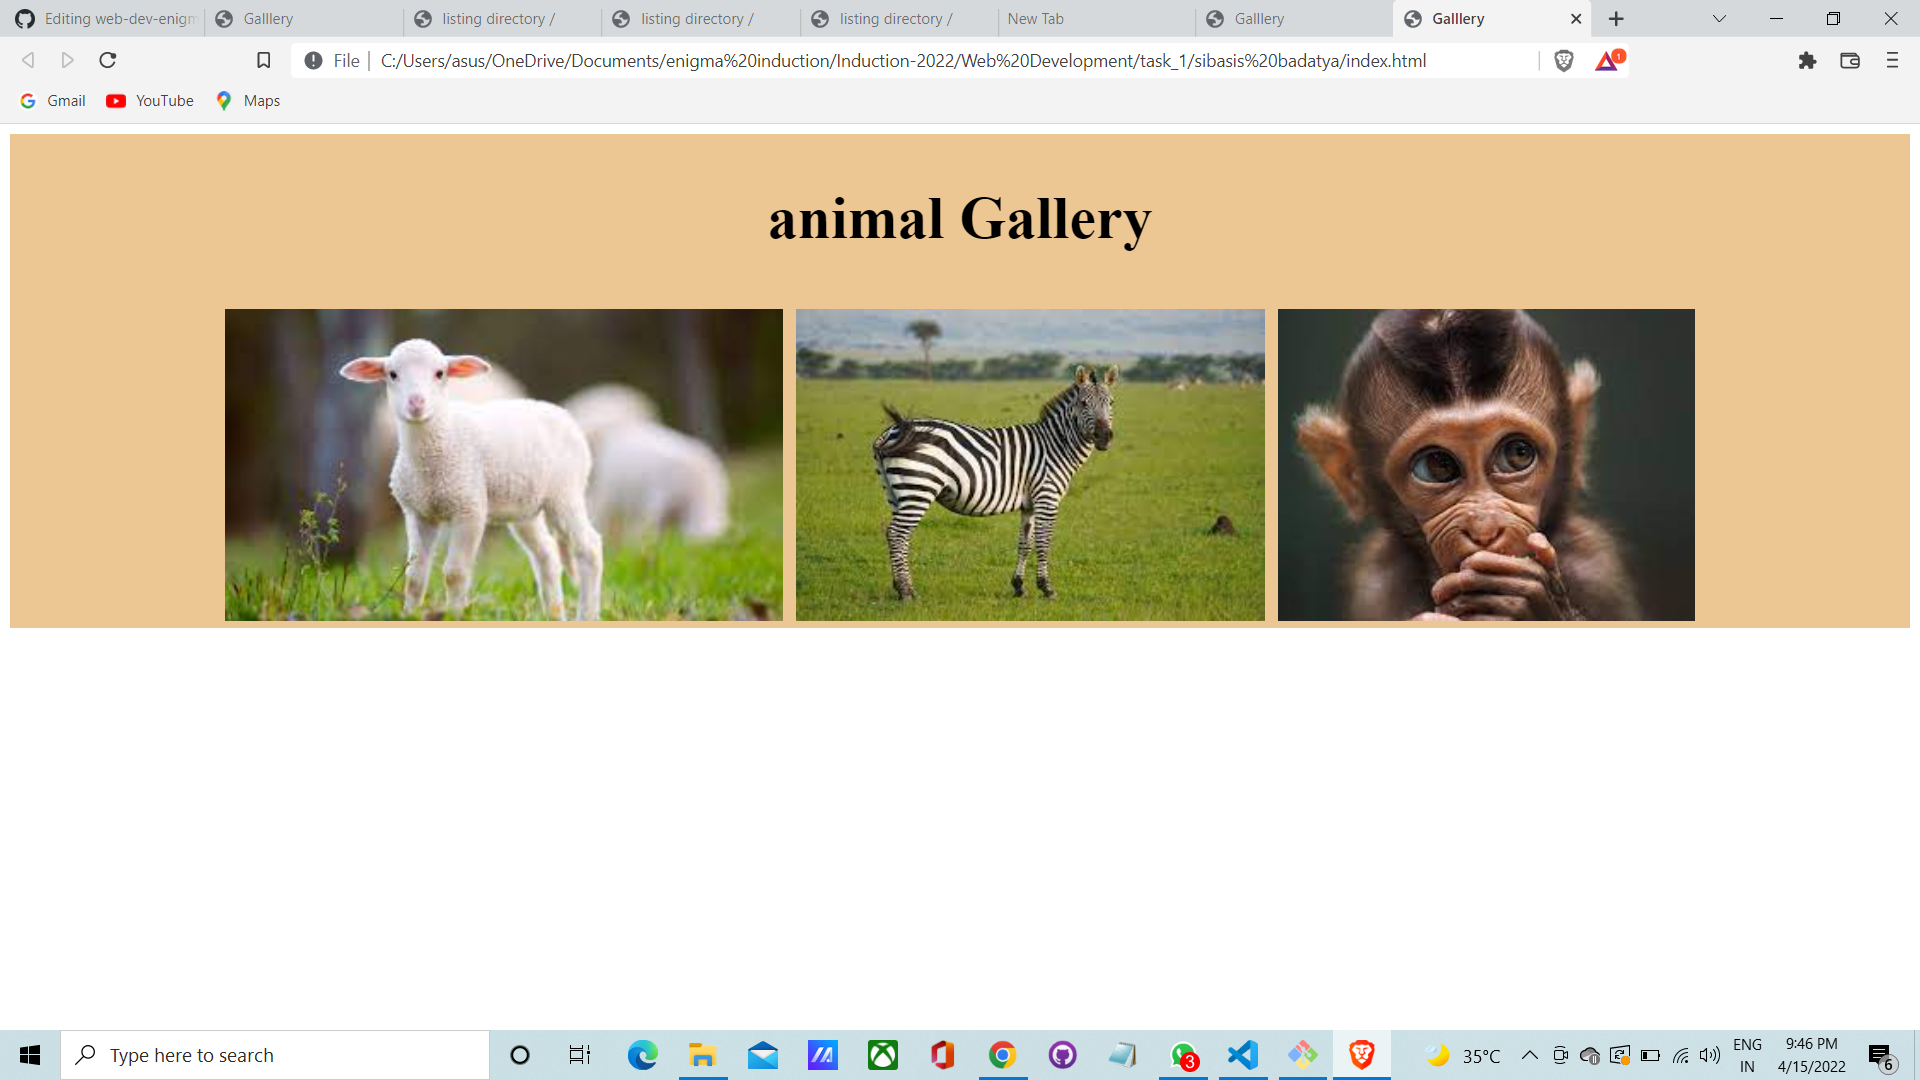 Editing web-dev-enigm
Galllery
listing directory /
listing directory /
listing directory /
New Tab
Galllery
Galllery
File
C:/Users/asus/OneDrive/Documents/enigma%20induction/Induction-2022/Web%20Development/task_1/sibasis%20badatya/index.html
1
Gmail
YouTube
Maps
animal Gallery
Type here to search
3
35°C
ENG
IN
9:46 PM
4/15/2022
6